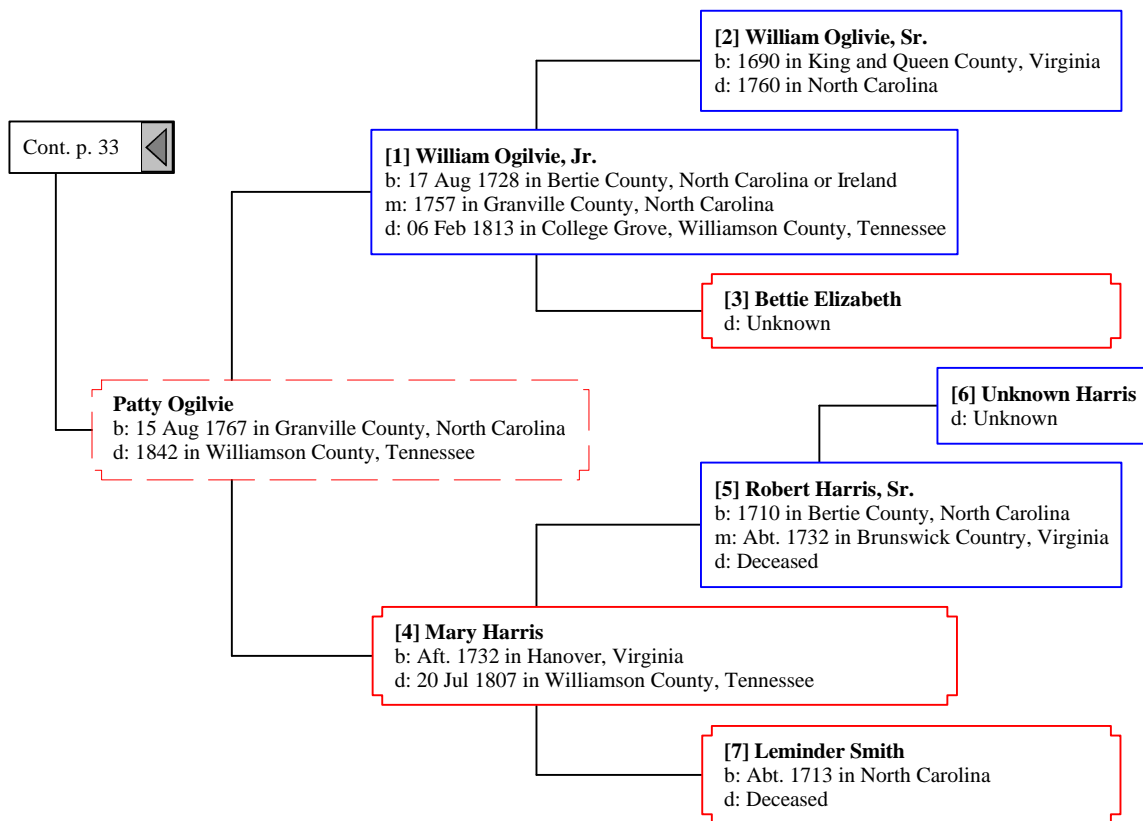 [2] William Oglivie, Sr.
b: 1690 in King and Queen County, Virginia
d: 1760 in North Carolina
Cont. p. 33
[1] William Ogilvie, Jr.
b: 17 Aug 1728 in Bertie County, North Carolina or Ireland
m: 1757 in Granville County, North Carolina
d: 06 Feb 1813 in College Grove, Williamson County, Tennessee
[3] Bettie Elizabeth
d: Unknown
Patty Ogilvie
b: 15 Aug 1767 in Granville County, North Carolina
d: 1842 in Williamson County, Tennessee
[6] Unknown Harris
d: Unknown
[5] Robert Harris, Sr.
b: 1710 in Bertie County, North Carolina
m: Abt. 1732 in Brunswick Country, Virginia
d: Deceased
[4] Mary Harris
b: Aft. 1732 in Hanover, Virginia
d: 20 Jul 1807 in Williamson County, Tennessee
[7] Leminder Smith
b: Abt. 1713 in North Carolina
d: Deceased